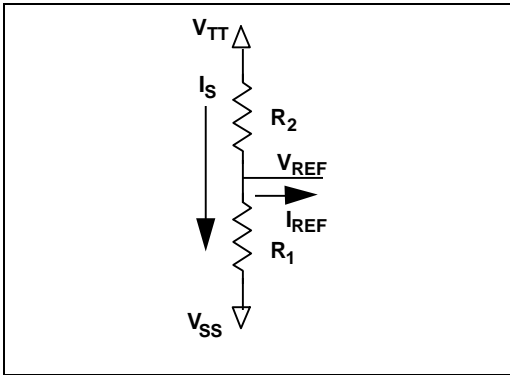 VTT
IS
R2
VREF
IREF
R1
VSS